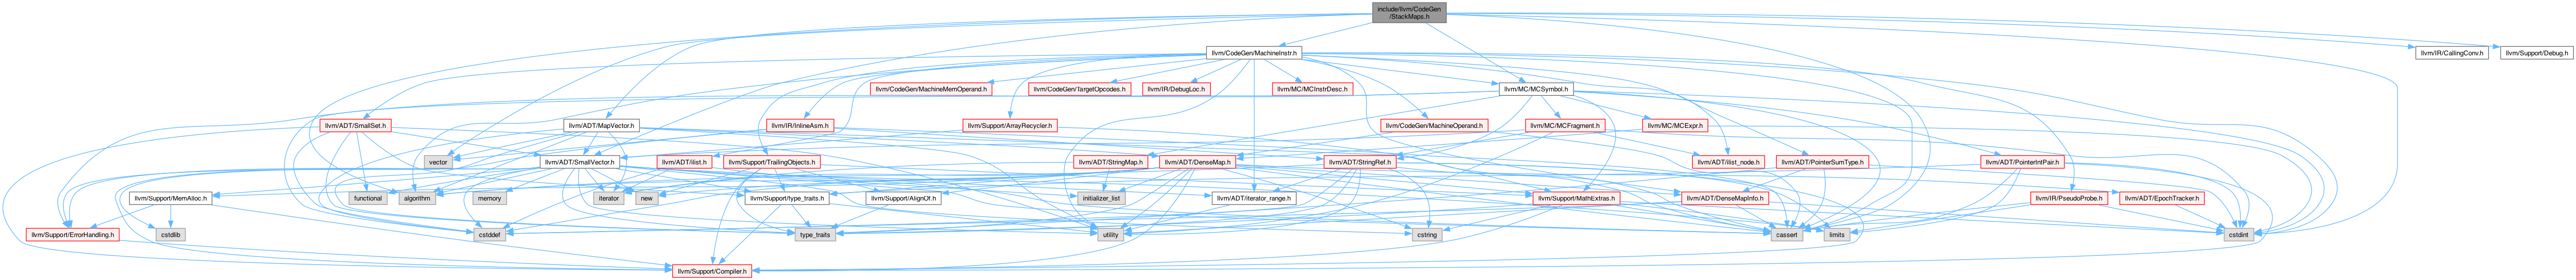 include/llvm/CodeGen
/StackMaps.h
llvm/CodeGen/MachineInstr.h
llvm/IR/CallingConv.h
llvm/Support/Debug.h
llvm/CodeGen/MachineMemOperand.h
llvm/CodeGen/TargetOpcodes.h
llvm/IR/DebugLoc.h
llvm/MC/MCInstrDesc.h
llvm/MC/MCSymbol.h
llvm/ADT/SmallSet.h
llvm/ADT/MapVector.h
llvm/IR/InlineAsm.h
llvm/Support/ArrayRecycler.h
llvm/CodeGen/MachineOperand.h
llvm/MC/MCFragment.h
llvm/MC/MCExpr.h
vector
llvm/ADT/SmallVector.h
llvm/ADT/ilist.h
llvm/Support/TrailingObjects.h
llvm/ADT/StringMap.h
llvm/ADT/DenseMap.h
llvm/ADT/StringRef.h
llvm/ADT/ilist_node.h
llvm/ADT/PointerSumType.h
llvm/ADT/PointerIntPair.h
llvm/Support/MemAlloc.h
functional
algorithm
memory
iterator
new
llvm/Support/type_traits.h
llvm/Support/AlignOf.h
initializer_list
llvm/ADT/iterator_range.h
llvm/Support/MathExtras.h
llvm/ADT/DenseMapInfo.h
llvm/IR/PseudoProbe.h
llvm/ADT/EpochTracker.h
llvm/Support/ErrorHandling.h
cstdlib
cstddef
type_traits
utility
cstring
cassert
limits
cstdint
llvm/Support/Compiler.h